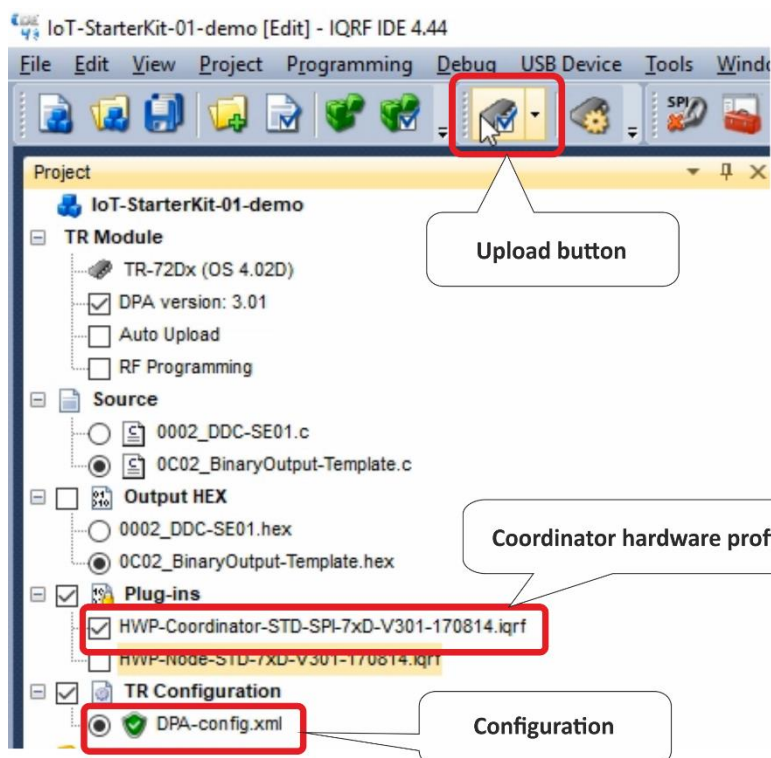 IoT-StarterKit-01-demo [Edit] - IQRF IDE 4.44
File Edit View Project Programming Debug USB Device Tools Windo
SPI
Project
IoT-StarterKit-01-demo
TR Module
TR-72Dx (OS 4.02D)
Upload button
DPA version: 3.01
Auto Upload
RF Programming
Source
0002_DDC-SE01.c
0C02_BinaryOutput-Template.c
Output HEX
0002_DDC-SE01.hex
Coordinator hardware prof
0C02_BinaryOutput-Template.hex
Plug-ins
HWP-Coordinator-STD-SPI-7xD-V301-170814.iqrf
HWP-Node-STD-7xD-V301-170814.iqrf
TR Configuration
DPA-config.xml
Configuration